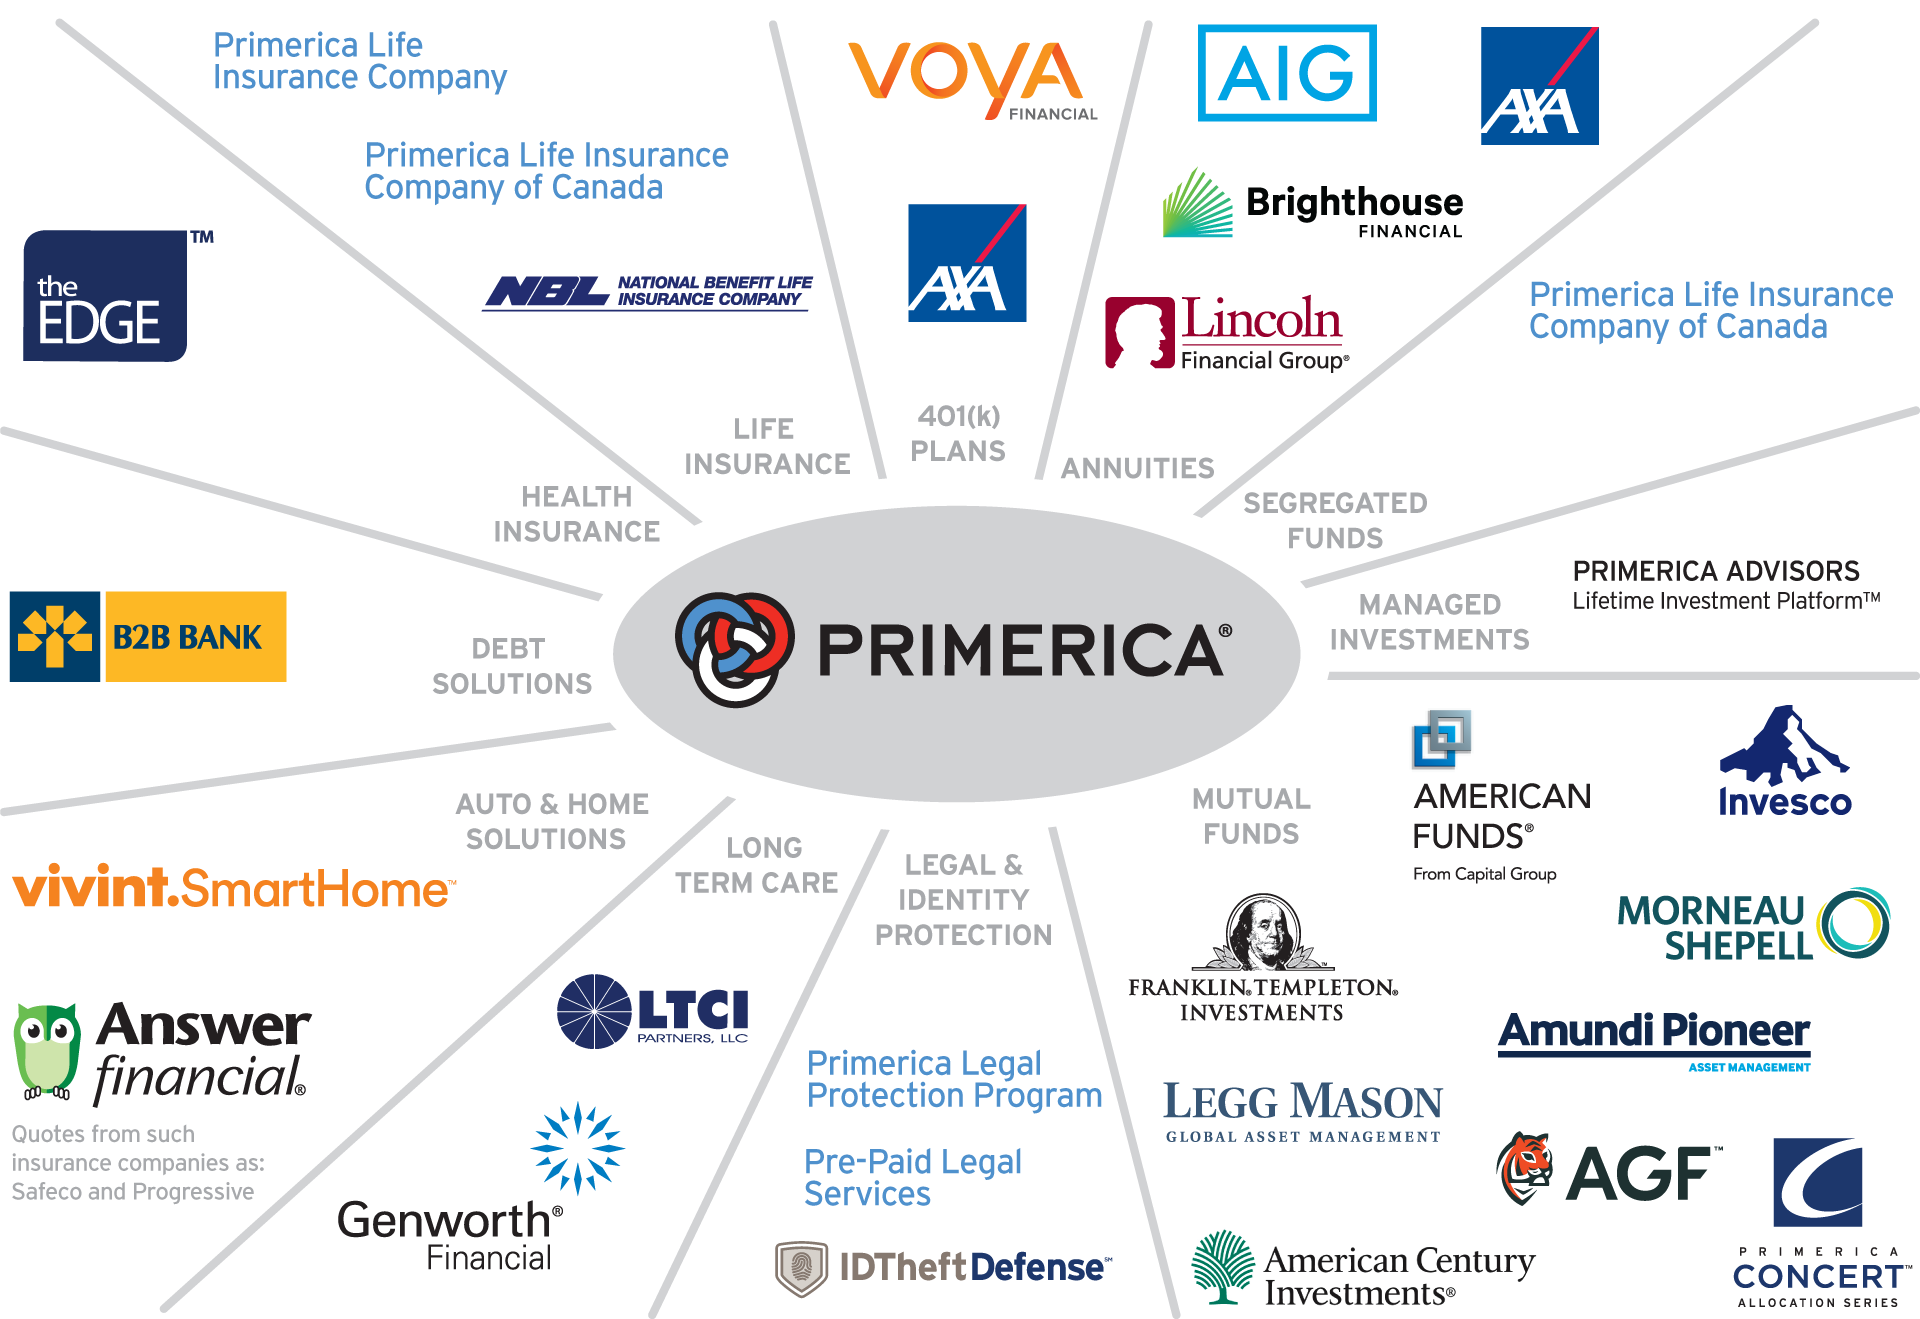 Primerica Life
Insurance Company
Primerica Life Insurance
Company of Canada
NBL NATIONAL BENEFIT LIFE
INSURANCE COMPANY
LIFE
INSURANCE
VOYA
FINANCIAL
AXA
401(k)
PLANS
AIG
AXA
Brighthouse
FINANCIAL
Lincoln
Financial Group®
ANNUITIES
Primerica Life Insurance
Company of Canada
SEGREGATED
FUNDS
the
EDGE™
HEALTH
INSURANCE
PRIMERICA ADVISORS
Lifetime Investment Platform™
MANAGED
INVESTMENTS
B2B BANK
DEBT
SOLUTIONS
PRIMERICA®
AUTO & HOME
SOLUTIONS
vivint.SmartHome™
Answer
financial®
Quotes from such
insurance companies as:
Safeco and Progressive
LONG
TERM CARE
LTCI
PARTNERS, LLC
Genworth®
Financial
LEGAL &
IDENTITY
PROTECTION
Primerica Legal
Protection Program
Pre-Paid Legal
Services
IDTheftDefense℠
MUTUAL
FUNDS
AMERICAN
FUNDS®
From Capital Group
Invesco
MORNEAU
SHEPELL
FRANKLIN® TEMPLETON®
INVESTMENTS
™
Amundi Pioneer
ASSET MANAGEMENT
LEGG MASON
GLOBAL ASSET MANAGEMENT
AGF™
American Century
Investments®
PRIMERICA
CONCERT™
ALLOCATION SERIES